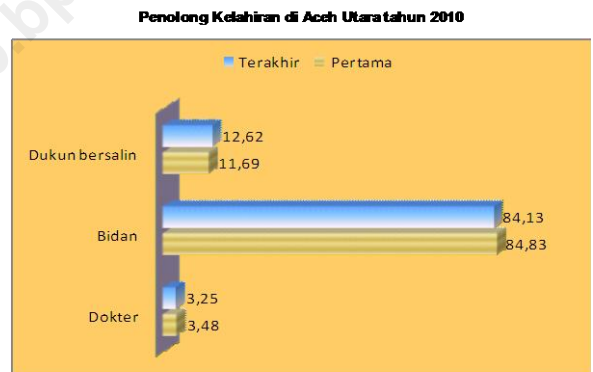 Penolong Kelahiran di Aceh Utara tahun 2010
Terakhir Pertama
Dukun bersalin
12,62
11,69
Bidan
84,13
84,83
Dokter
3,25
3,48